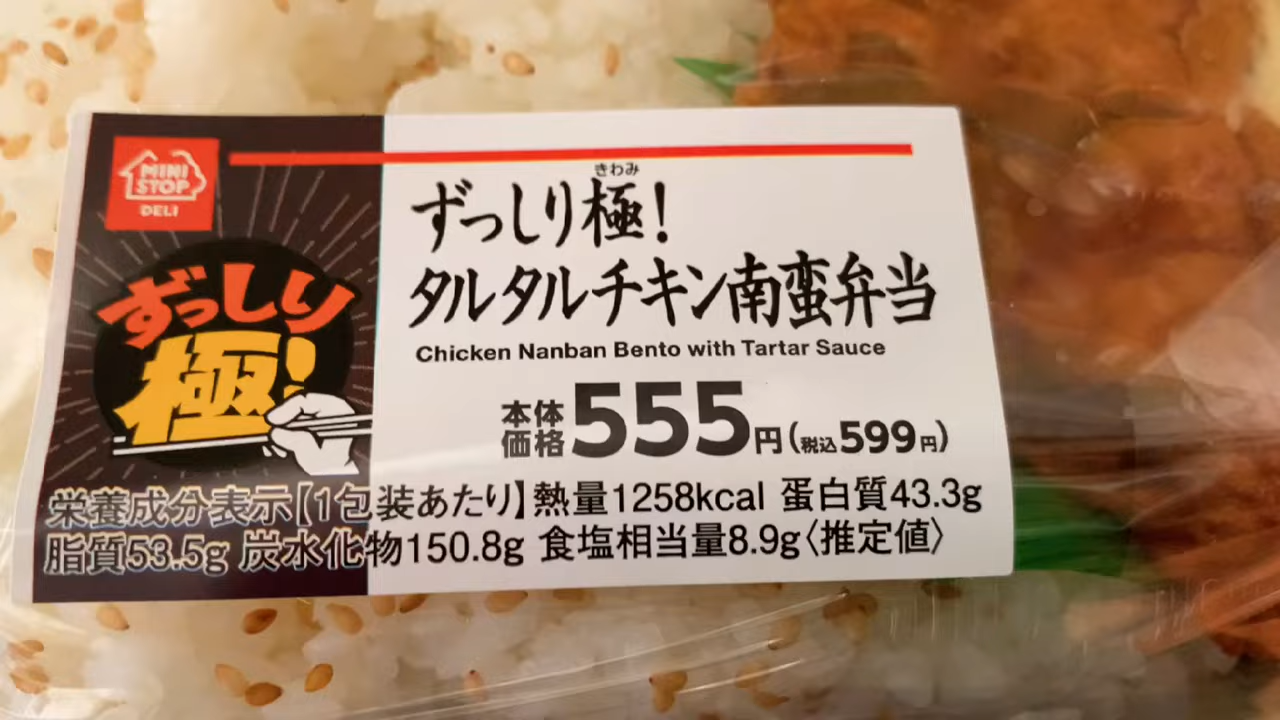 MINI
STOP
DELI
ずっしり
極!
きわみ
ずっしり極!
タルタルチキン南蛮弁当
Chicken Nanban Bento with Tartar Sauce
本体価格555円(税込599円)
栄養成分表示【1包装あたり】熱量1258kcal 蛋白質43.3g
脂質53.5g 炭水化物150.8g 食塩相当量8.9g〈推定値〉